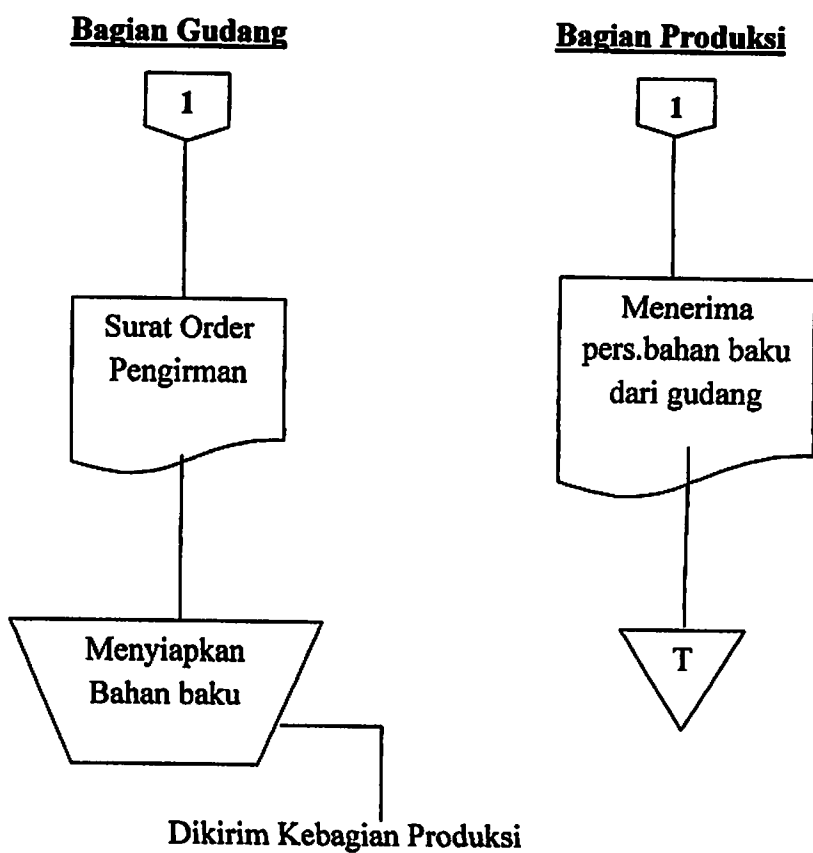 Bagian Gudang
1
Surat Order
Pengirman
Menyiapkan
Bahan baku
Dikirim Kebagian Produksi
Bagian Produksi
1
Menerima
pers.bahan baku
dari gudang
T